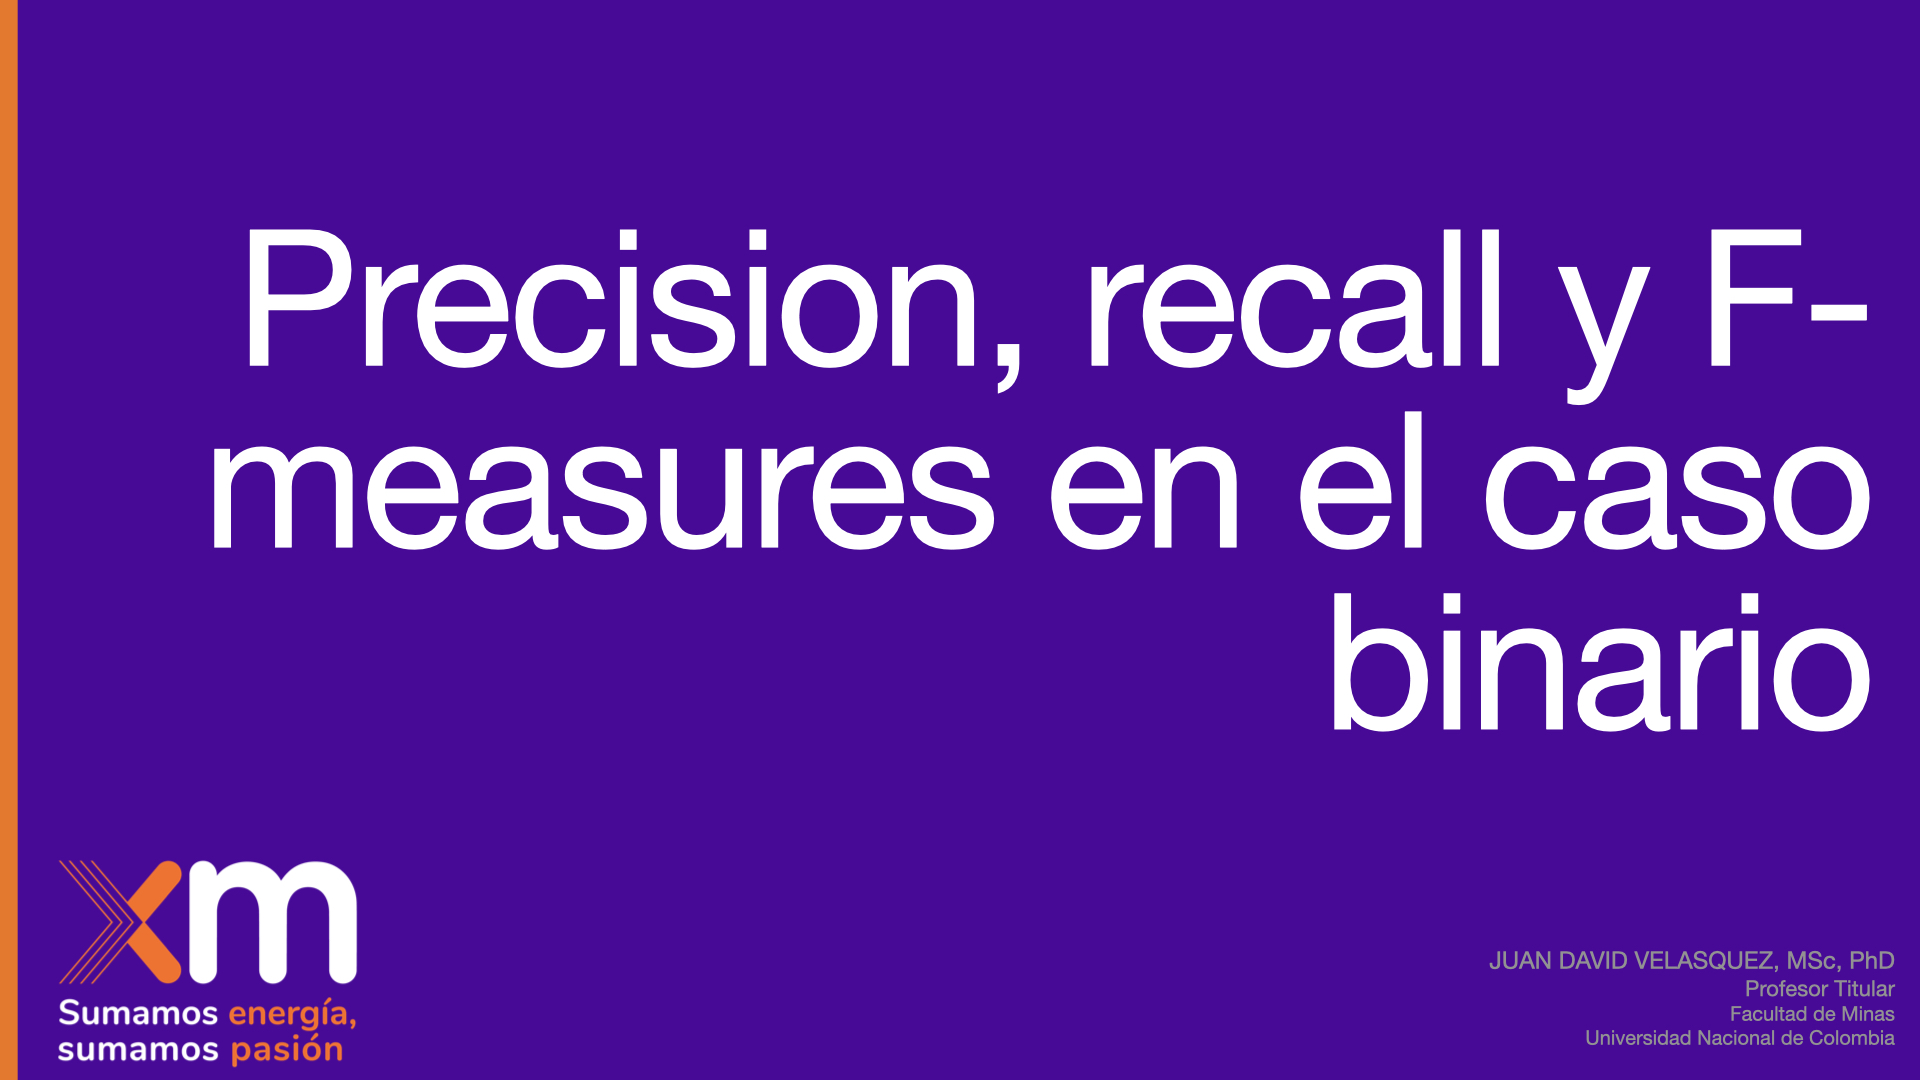 Precision, recall y F-
measures en el caso
binario
xm
Sumamos energía,
sumamos pasión
JUAN DAVID VELASQUEZ, MSc, PhD
Profesor Titular
Facultad de Minas
Universidad Nacional de Colombia